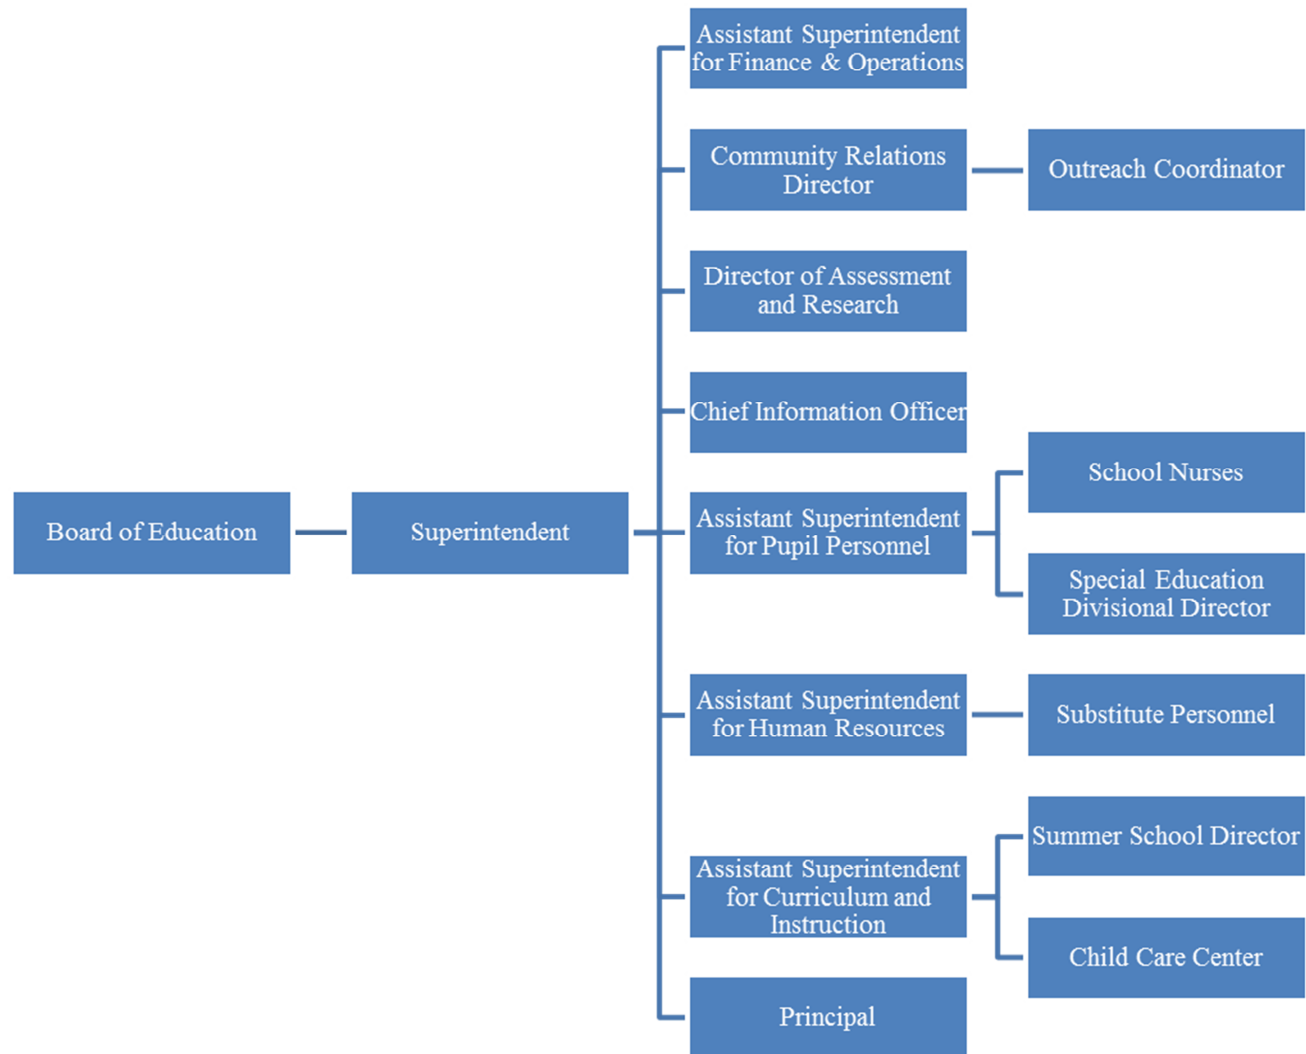 Assistant Superintendent
for Finance & Operations
Community Relations
Director
Outreach Coordinator
Director of Assessment
and Research
Chief Information Officer
School Nurses
Board of Education
Superintendent
Assistant Superintendent
for Pupil Personnel
Special Education
Divisional Director
Assistant Superintendent
for Human Resources
Substitute Personnel
Summer School Director
Assistant Superintendent
for Curriculum and
Instruction
Child Care Center
Principal